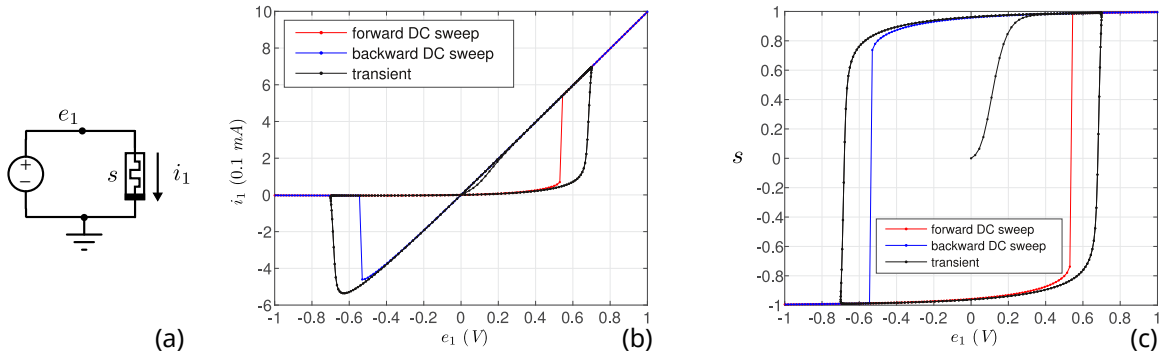 e₁
+
−
s
i₁
(a)
10
8
6
4
2
0
-2
-4
-6
i₁ (0.1 mA)
forward DC sweep
backward DC sweep
transient
-1 -0.8 -0.6 -0.4 -0.2 0 0.2 0.4 0.6 0.8 1
e₁ (V)
(b)
1
0.8
0.6
0.4
0.2
0
-0.2
-0.4
-0.6
-0.8
-1
s
forward DC sweep
backward DC sweep
transient
-1 -0.8 -0.6 -0.4 -0.2 0 0.2 0.4 0.6 0.8 1
e₁ (V)
(c)